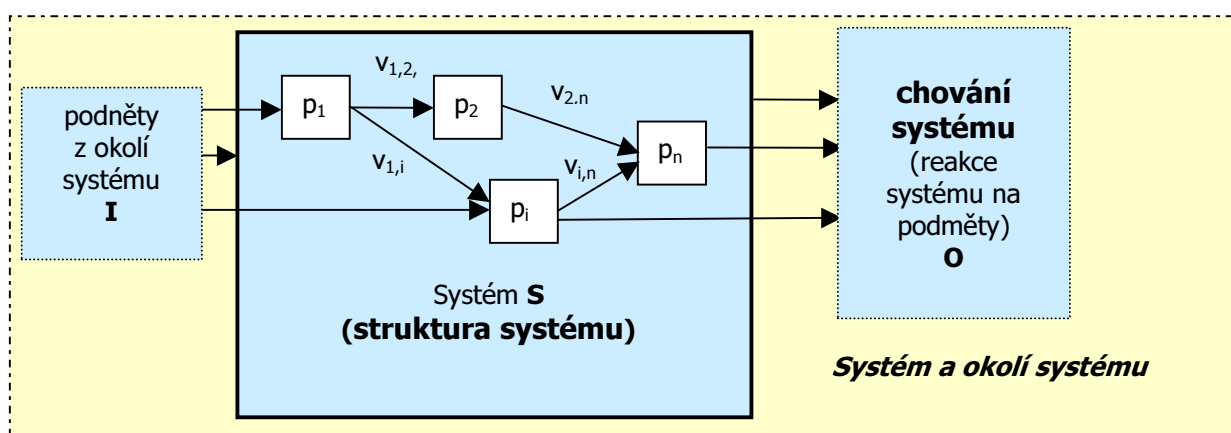 podněty
z okolí
systému
I
p1
v1,2,
p2
v2.n
v1,i
pi
vi,n
pn
Systém S
(struktura systému)
chování
systému
(reakce
systému na
podměty)
O
Systém a okolí systému